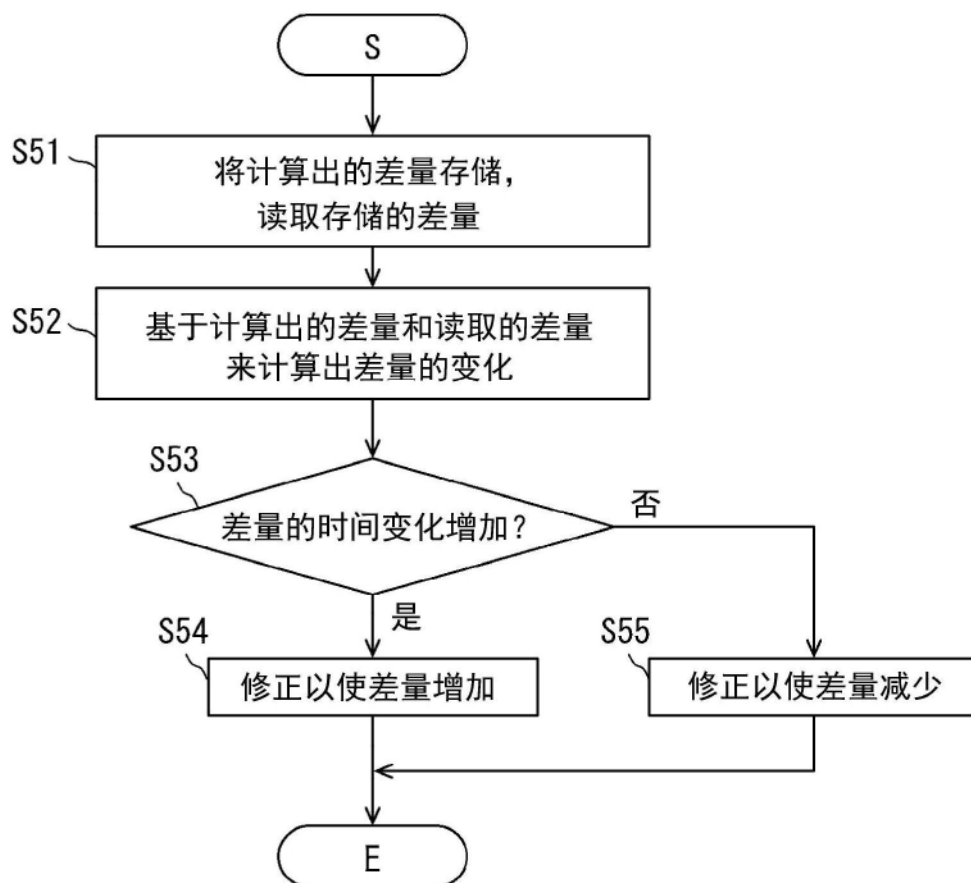 S
S51
将计算出的差量存储，
读取存储的差量
S52
基于计算出的差量和读取的差量
来计算出差量的变化
S53
差量的时间变化增加？
否
是
S54
修正以使差量增加
S55
修正以使差量减少
E